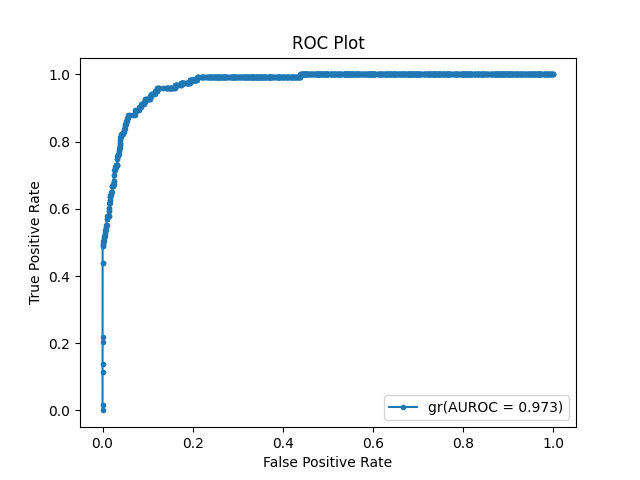 ROC Plot
1.0
0.8
0.6
0.4
0.2
0.0
True Positive Rate
gr(AUROC = 0.973)
0.0 0.2 0.4 0.6 0.8 1.0
False Positive Rate